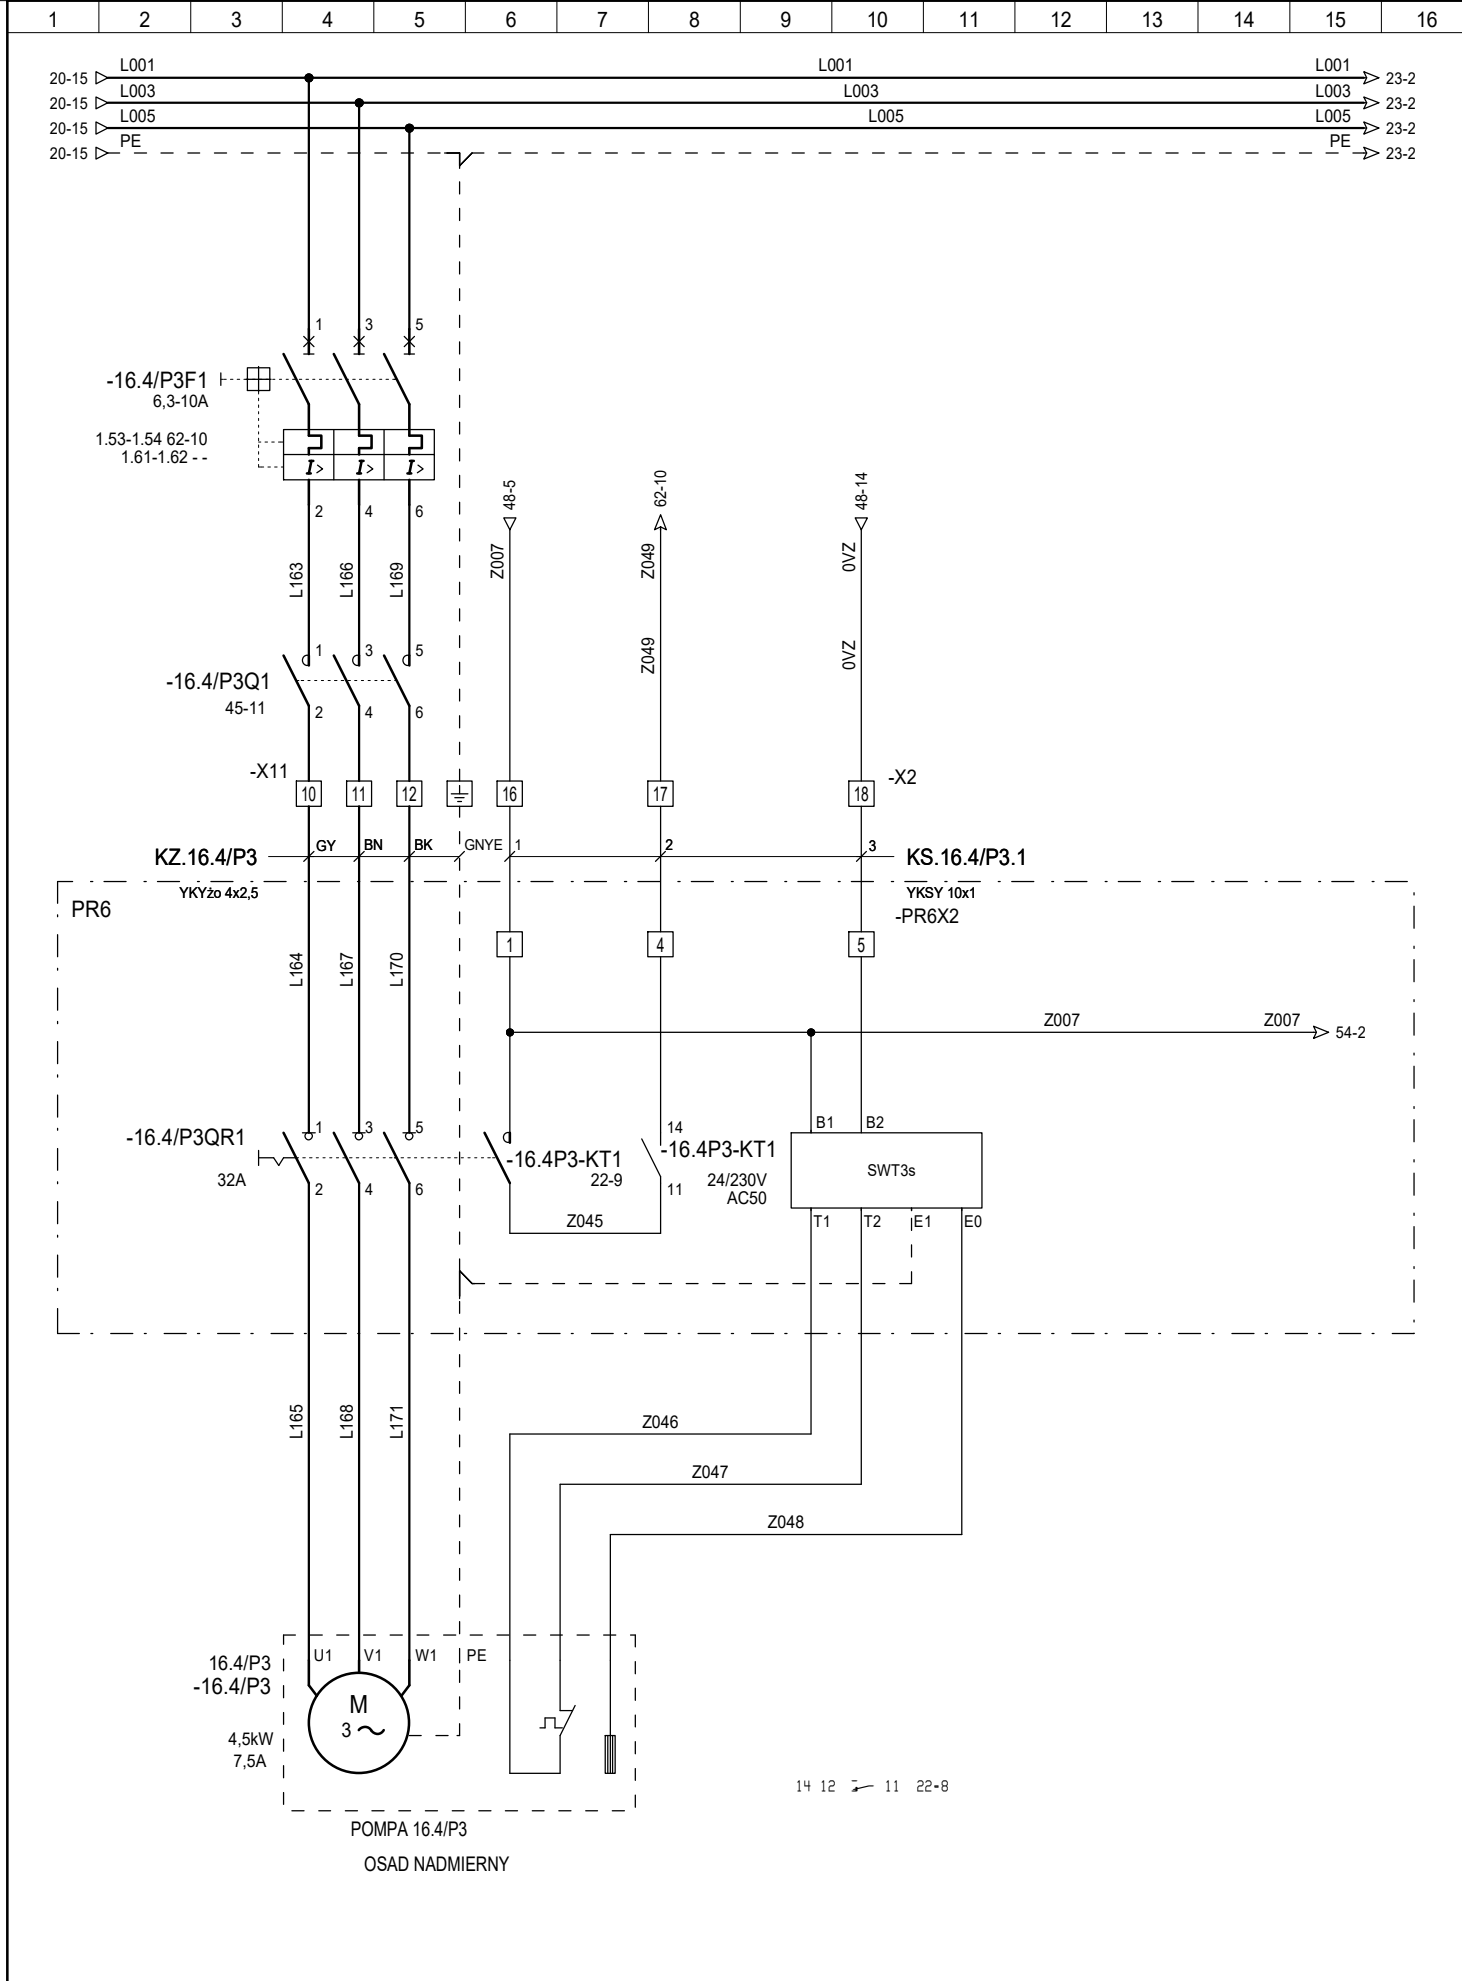 1 2 3 4 5 6 7 8 9 10 11 12 13 14 15 16
20-15 L001 L001 L001 23-2
20-15 L003 L003 L003 23-2
20-15 L005 L005 L005 23-2
20-15 PE PE 23-2
1 3 5
-16.4/P3F1
6,3-10A
1.53-1.54 62-10
1.61-1.62 - -
I> I> I>
2 4 6
48-5 62-10 48-14
L163 L166 L169 Z007 Z049 0VZ
Z049 0VZ
1 3 5
-16.4/P3Q1
45-11
2 4 6
-X11 -X2
10 11 12 16 17 18
GY BN BK GNYE 1 2 3
KZ.16.4/P3 KS.16.4/P3.1
YKYżo 4x2,5 YKSY 10x1
PR6 -PR6X2
1 4 5
L164 L167 L170
Z007 Z007 54-2
1 3 5 14 B1 B2
-16.4/P3QR1
-16.4P3-KT1 -16.4P3-KT1
32A 22-9 24/230V SWT3s
AC50
2 4 6 11
Z045 T1 T2 E1 E0
L165 L168 L171
Z046
Z047
Z048
U1 V1 W1 PE
16.4/P3
-16.4/P3
M
3
4,5kW
7,5A
14 12 11 22-8
POMPA 16.4/P3
OSAD NADMIERNY